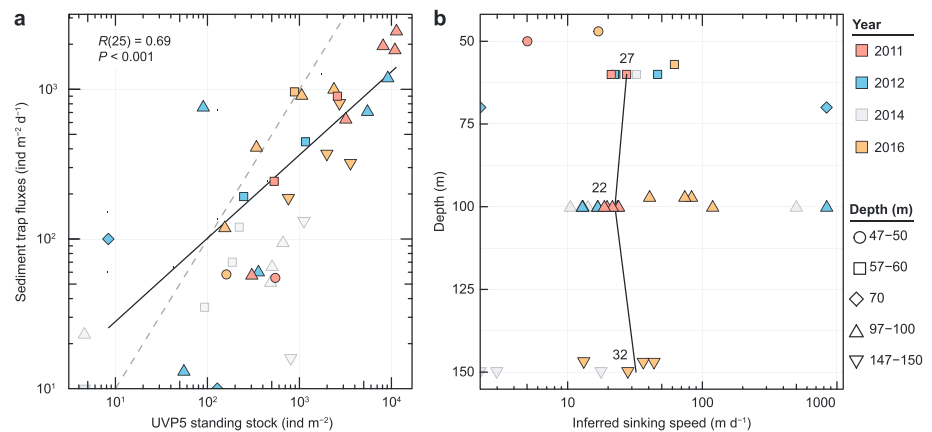 a
R(25) = 0.69
P < 0.001
Sediment trap fluxes (ind m⁻² d⁻¹)
10³
10²
10¹
10¹ 10² 10³ 10⁴
UVP5 standing stock (ind m⁻²)
b
Depth (m)
50
75
100
125
150
27
22
32
10 100 1000
Inferred sinking speed (m d⁻¹)
Year
2011
2012
2014
2016
Depth (m)
47–50
57–60
70
97–100
147–150